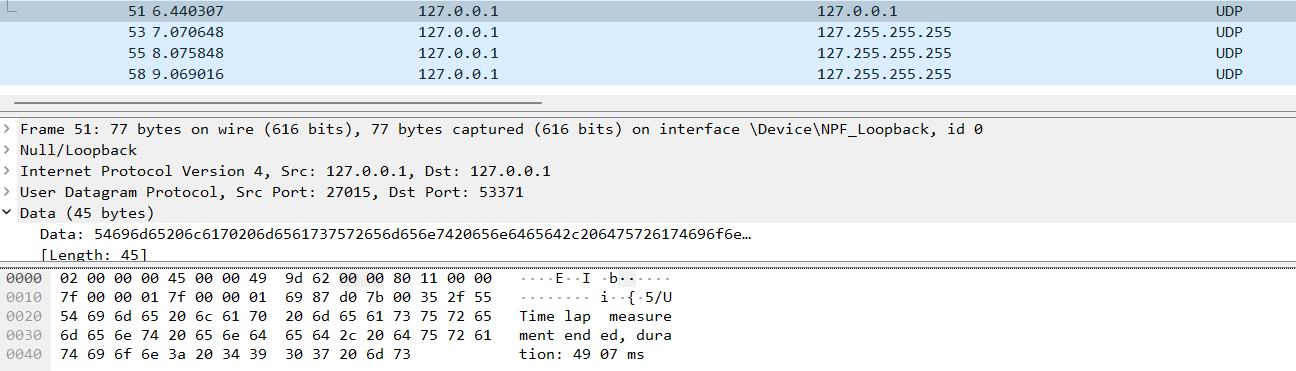 51 6.440307 127.0.0.1 127.0.0.1 UDP
53 7.070648 127.0.0.1 127.255.255.255 UDP
55 8.075848 127.0.0.1 127.255.255.255 UDP
58 9.069016 127.0.0.1 127.255.255.255 UDP
Frame 51: 77 bytes on wire (616 bits), 77 bytes captured (616 bits) on interface \Device\NPF_Loopback, id 0
Null/Loopback
Internet Protocol Version 4, Src: 127.0.0.1, Dst: 127.0.0.1
User Datagram Protocol, Src Port: 27015, Dst Port: 53371
Data (45 bytes)
Data: 54696d65206c6170206d6561737572656d656e7420656e6465642c206475726174696f6e…
[Length: 45]
0000 02 00 00 00 45 00 00 49 9d 62 00 00 80 11 00 00 ····E··I ·b······
0010 7f 00 00 01 7f 00 00 01 69 87 d0 7b 00 35 2f 55 ········ i··{·5/U
0020 54 69 6d 65 20 6c 61 70 20 6d 65 61 73 75 72 65 Time lap measure
0030 6d 65 6e 74 20 65 6e 64 65 64 2c 20 64 75 72 61 ment end ed, dura
0040 74 69 6f 6e 3a 20 34 39 30 37 20 6d 73 tion: 49 07 ms